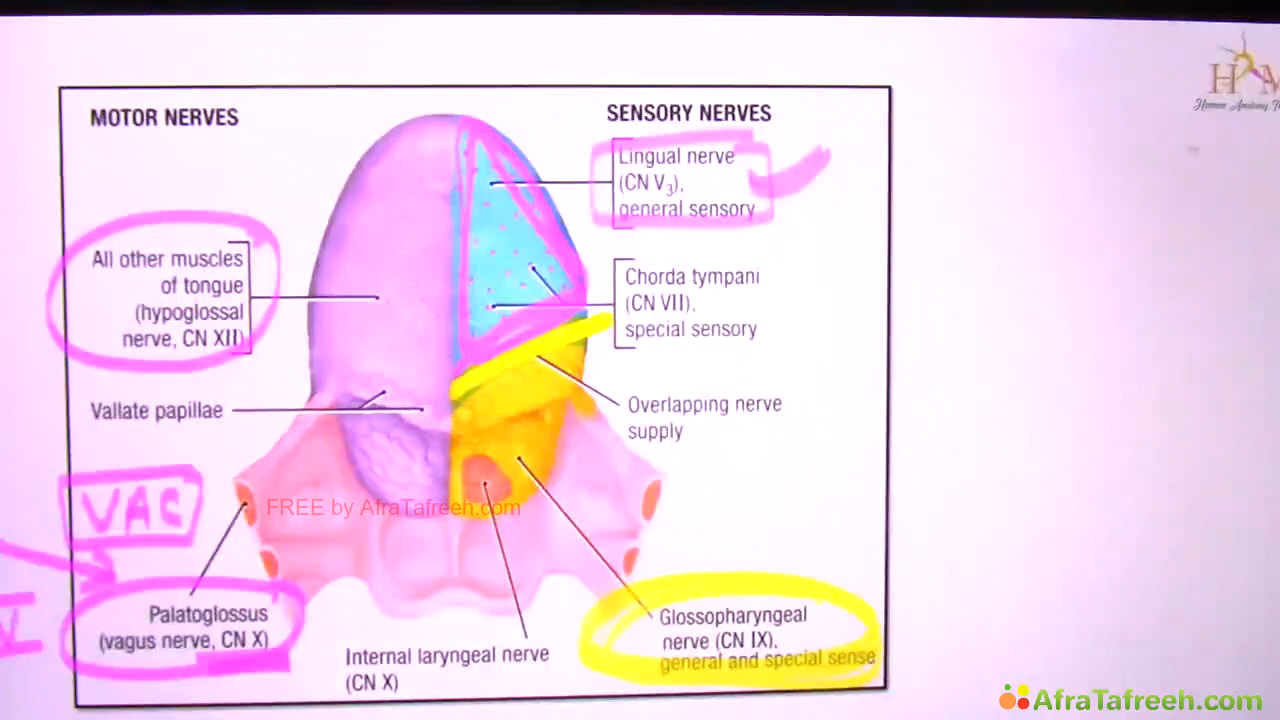 MOTOR NERVES
SENSORY NERVES
Lingual nerve
(CN V₃),
general sensory
All other muscles
of tongue
(hypoglossal
nerve, CN XII)
Chorda tympani
(CN VII),
special sensory
Vallate papillae
Overlapping nerve
supply
VAC
FREE by AfraTafreeh.com
Palatoglossus
(vagus nerve, CN X)
Internal laryngeal nerve
(CN X)
Glossopharyngeal
nerve (CN IX),
general and special sense
Human Anatomy
AfraTafreeh.com